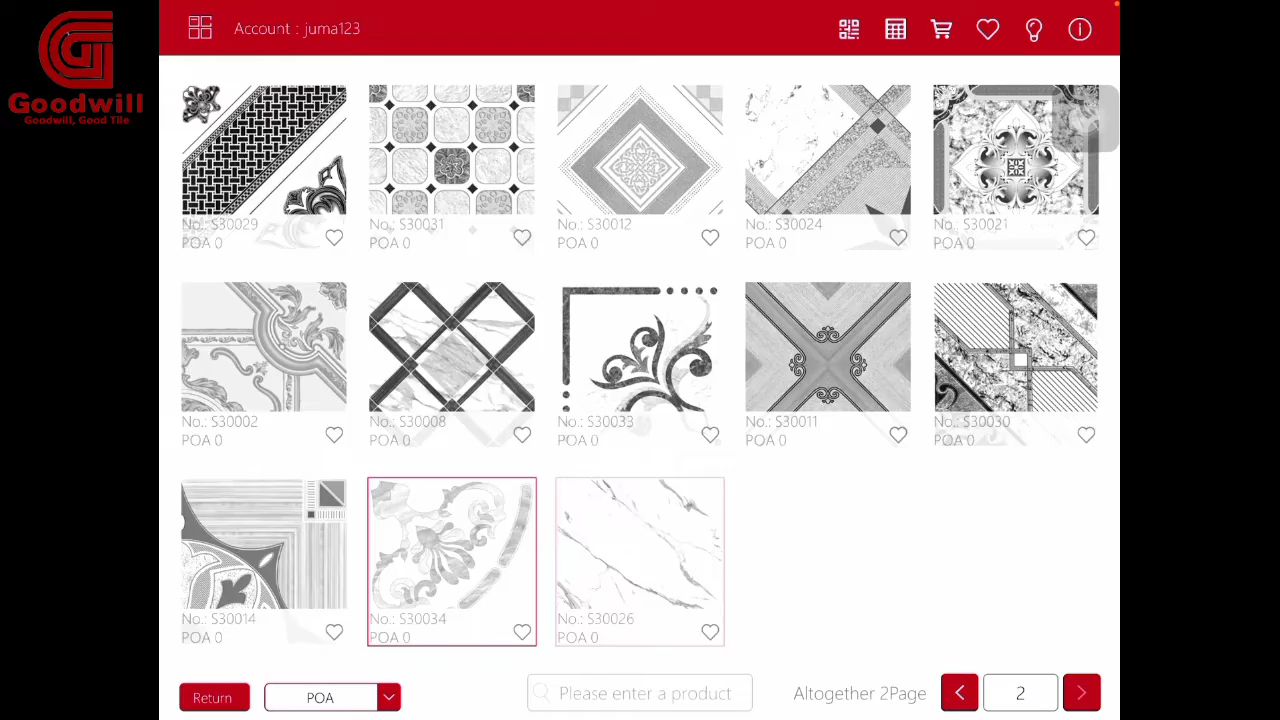 Goodwill
Goodwill, Good Tile
Account : juma123
No.: S30029
POA 0
No.: S30031
POA 0
No.: S30012
POA 0
No.: S30024
POA 0
No.: S30021
POA 0
No.: S30002
POA 0
No.: S30008
POA 0
No.: S30033
POA 0
No.: S30011
POA 0
No.: S30030
POA 0
No.: S30014
POA 0
No.: S30034
POA 0
No.: S30026
POA 0
Return
POA
Please enter a product
Altogether 2Page
2